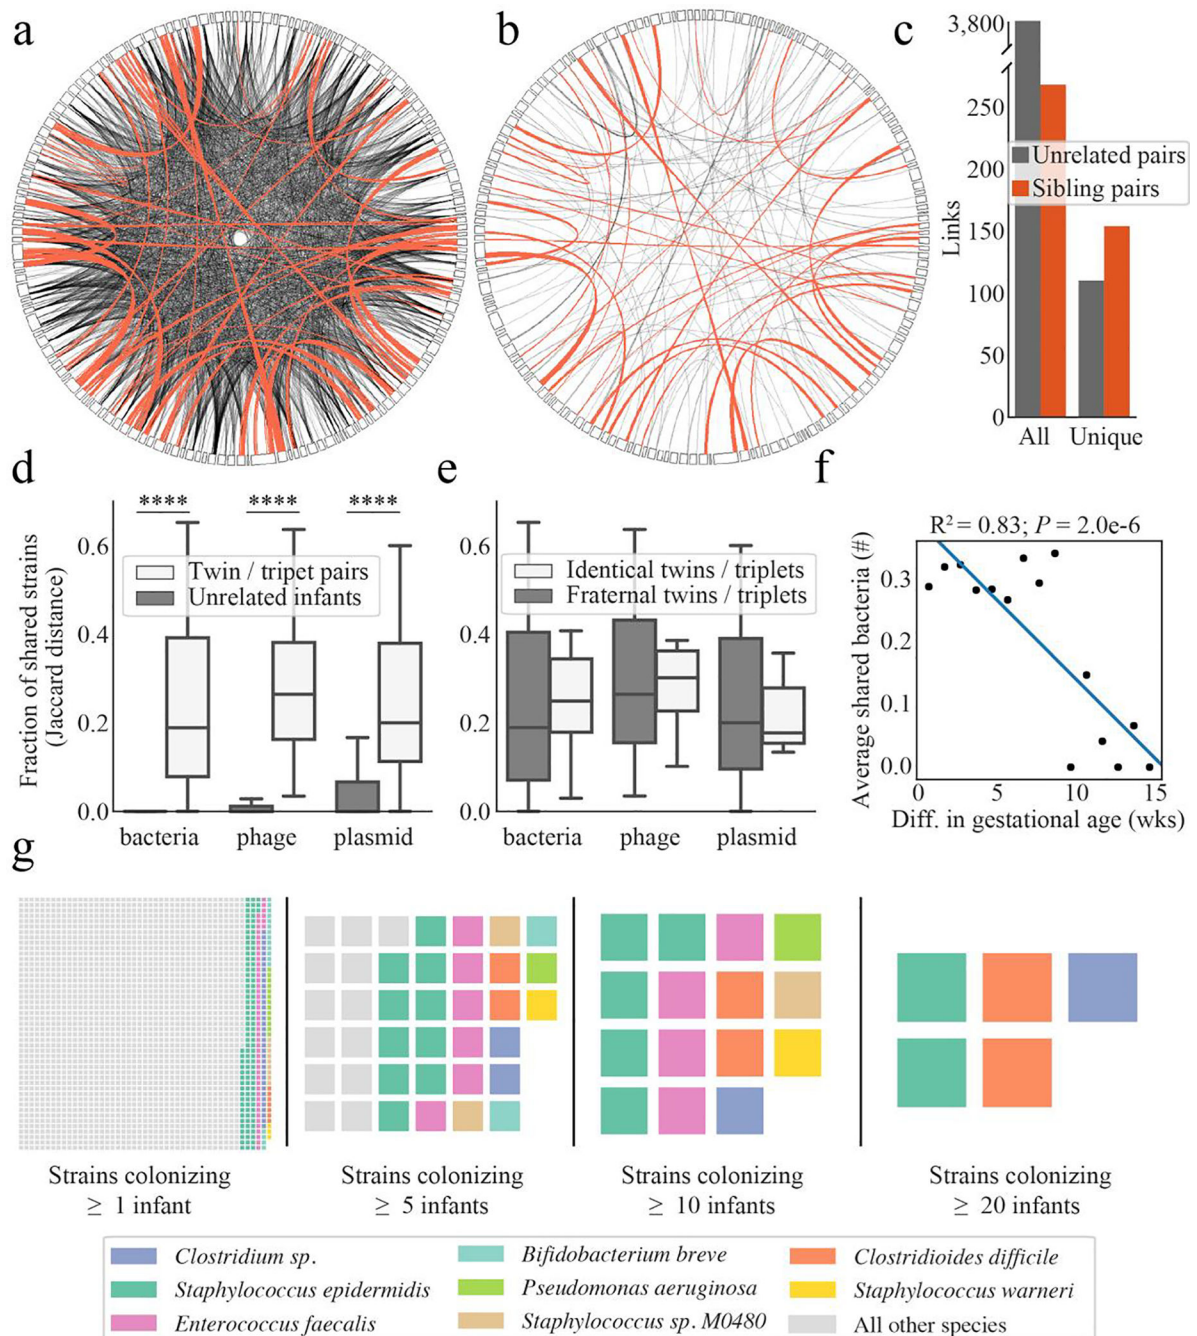 a
b
c
3,800
250
200
150
100
50
0
Links
Unrelated pairs
Sibling pairs
All
Unique
d
Fraction of shared strains
(Jaccard distance)
0.6
0.4
0.2
0.0
****
****
****
Twin / tripet pairs
Unrelated infants
bacteria
phage
plasmid
e
0.6
0.4
0.2
0.0
Identical twins / triplets
Fraternal twins / triplets
bacteria
phage
plasmid
f
R² = 0.83; P = 2.0e-6
Average shared bacteria (#)
0.3
0.2
0.1
0.0
0
5
10
15
Diff. in gestational age (wks)
g
Strains colonizing
≥ 1 infant
Strains colonizing
≥ 5 infants
Strains colonizing
≥ 10 infants
Strains colonizing
≥ 20 infants
Clostridium sp.
Staphylococcus epidermidis
Enterococcus faecalis
Bifidobacterium breve
Pseudomonas aeruginosa
Staphylococcus sp. M0480
Clostridioides difficile
Staphylococcus warneri
All other species